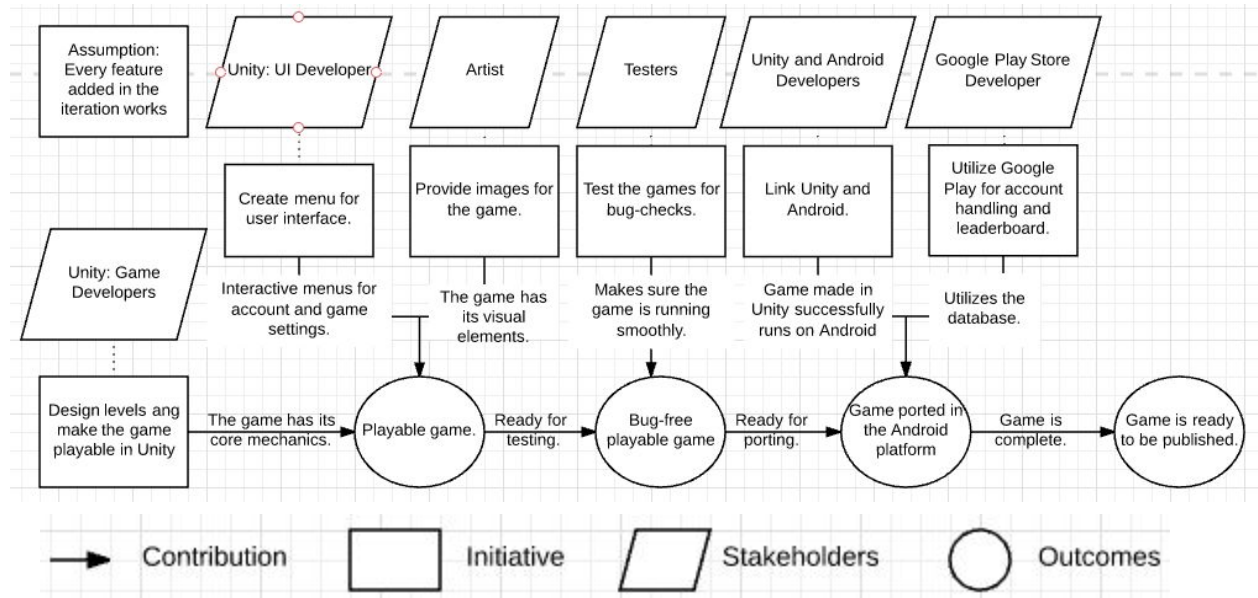 Assumption:
Every feature
added in the
iteration works
Unity: UI Developer
Artist
Testers
Unity and Android
Developers
Google Play Store
Developer
Create menu for
user interface.
Provide images for
the game.
Test the games for
bug-checks.
Link Unity and
Android.
Utilize Google
Play for account
handling and
leaderboard.
Unity: Game
Developers
Interactive menus for
account and game
settings.
The game has
its visual
elements.
Makes sure the
game is running
smoothly.
Game made in
Unity successfully
runs on Android
Utilizes the
database.
Design levels ang
make the game
playable in Unity
The game has its
core mechanics.
Playable game.
Ready for
testing.
Bug-free
playable game
Ready for
porting.
Game ported in
the Android
platform
Game is
complete.
Game is ready
to be published.
Contribution
Initiative
Stakeholders
Outcomes